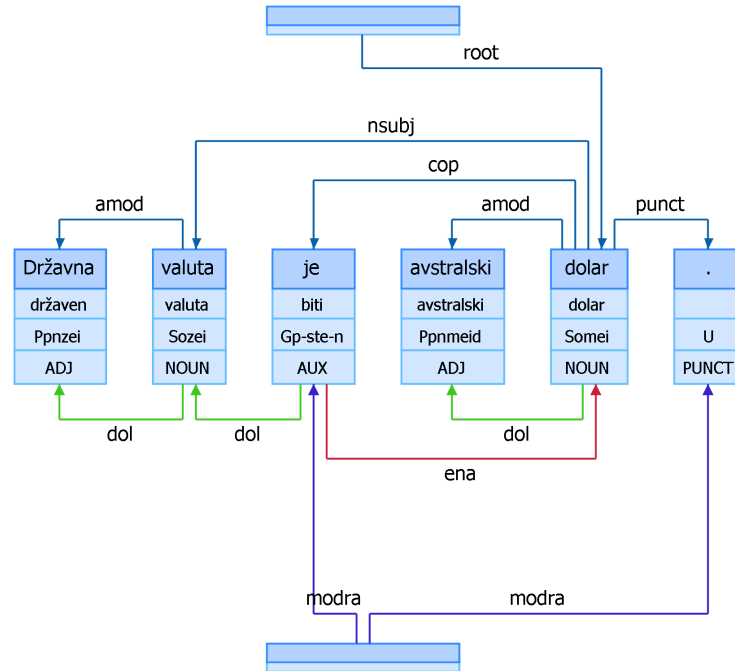 root
nsubj
cop
amod amod punct
Državna valuta je avstralski dolar .
državen valuta biti avstralski dolar
Ppnzei Sozei Gp-ste-n Ppnmeid Somei U
ADJ NOUN AUX ADJ NOUN PUNCT
dol dol dol
ena
modra modra